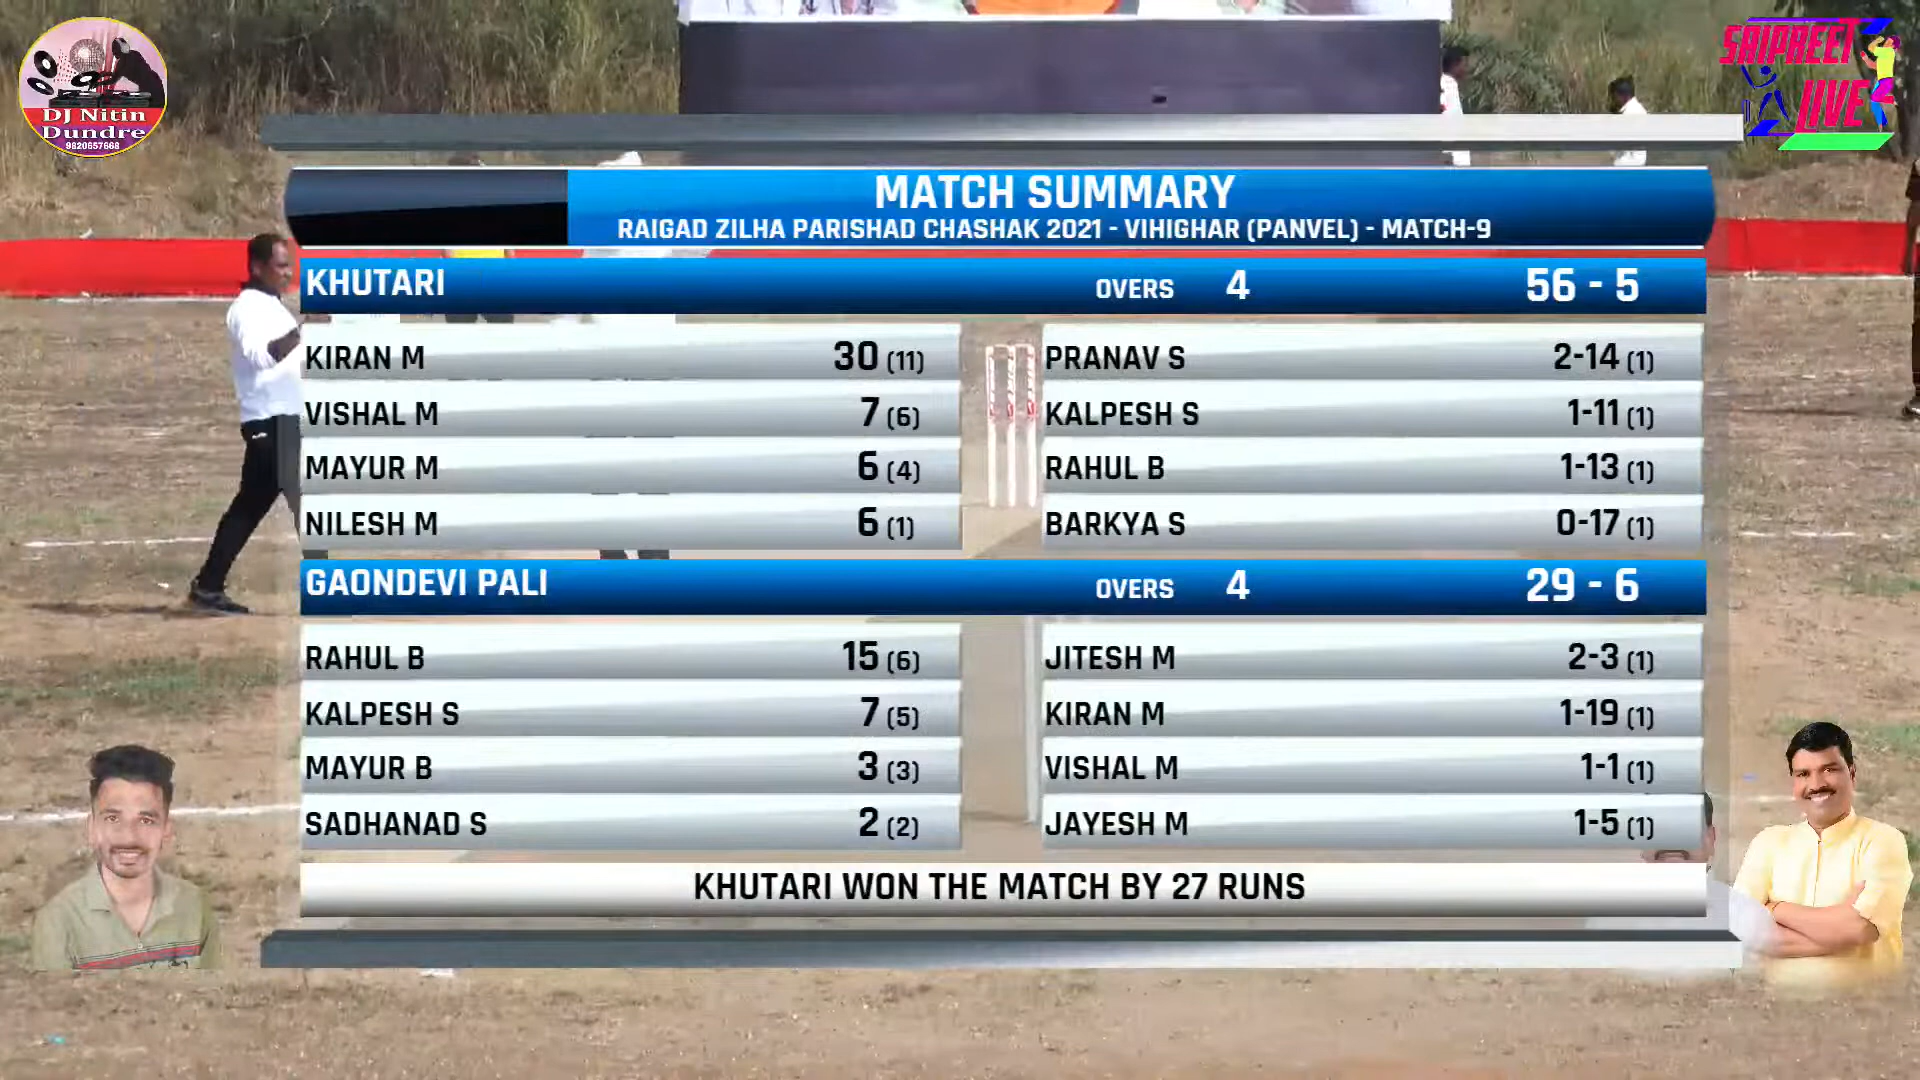 DJ Nitin
Dundre
9820657668
SAIPREET
LIVE
MATCH SUMMARY
RAIGAD ZILHA PARISHAD CHASHAK 2021 - VIHIGHAR (PANVEL) - MATCH-9
KHUTARI OVERS 4 56 - 5
KIRAN M 30 (11) PRANAV S 2-14 (1)
VISHAL M 7 (6) KALPESH S 1-11 (1)
MAYUR M 6 (4) RAHUL B 1-13 (1)
NILESH M 6 (1) BARKYA S 0-17 (1)
GAONDEVI PALI OVERS 4 29 - 6
RAHUL B 15 (6) JITESH M 2-3 (1)
KALPESH S 7 (5) KIRAN M 1-19 (1)
MAYUR B 3 (3) VISHAL M 1-1 (1)
SADHANAD S 2 (2) JAYESH M 1-5 (1)
KHUTARI WON THE MATCH BY 27 RUNS